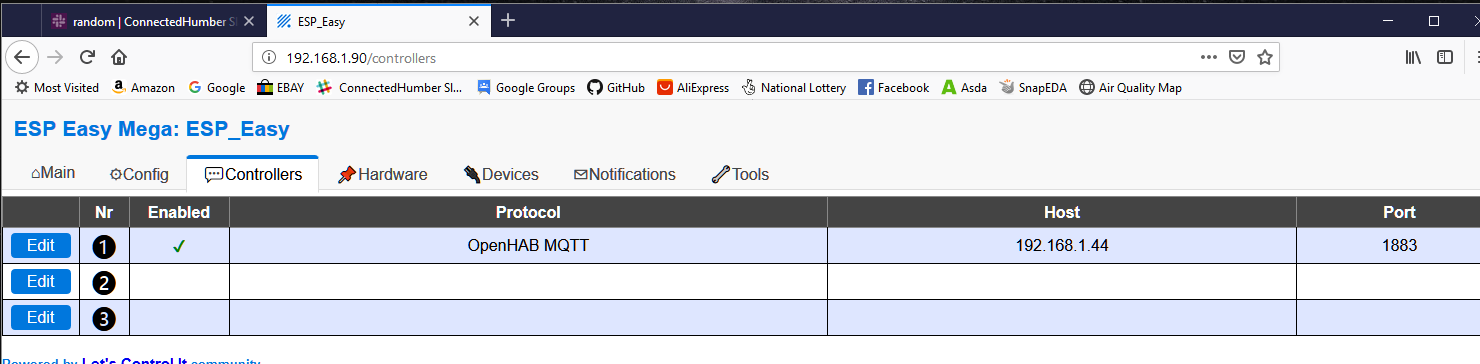 random | ConnectedHumber Sl
ESP_Easy
192.168.1.90/controllers
Most Visited Amazon Google EBAY ConnectedHumber Sl... Google Groups GitHub AliExpress National Lottery Facebook Asda SnapEDA Air Quality Map
ESP Easy Mega: ESP_Easy
Main Config Controllers Hardware Devices Notifications Tools
Nr Enabled Protocol Host Port
Edit 1 ✓ OpenHAB MQTT 192.168.1.44 1883
Edit 2
Edit 3
Powered by Let's Control It community